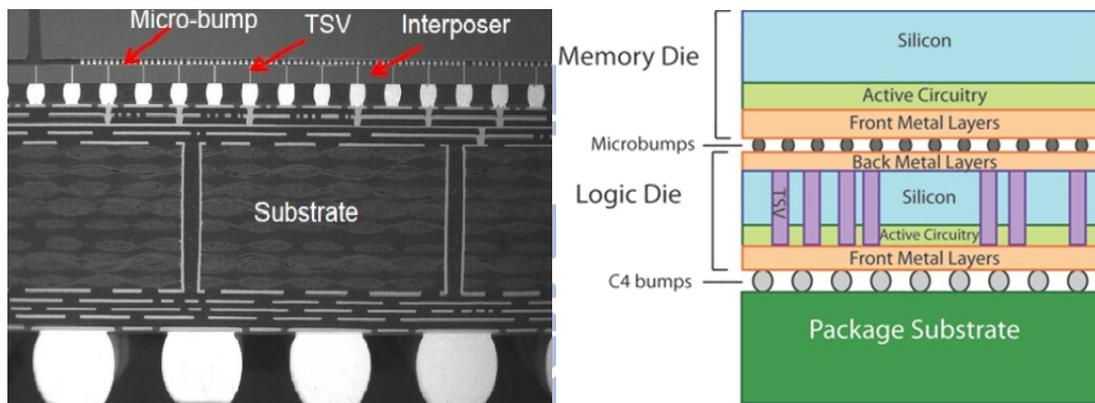 Micro-bump
TSV
Interposer
Substrate
Memory Die
Silicon
Active Circuitry
Front Metal Layers
Microbumps
Back Metal Layers
Logic Die
TSV
Silicon
Active Circuitry
Front Metal Layers
C4 bumps
Package Substrate